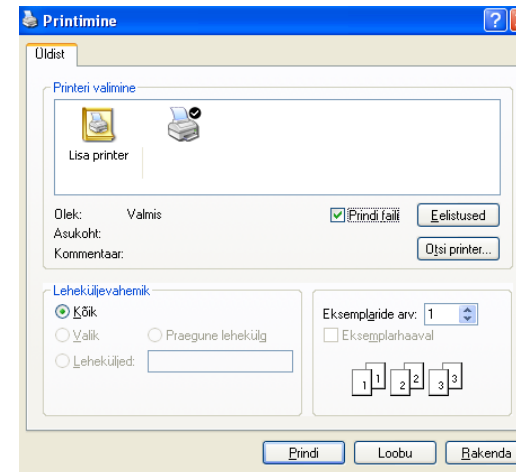 Printimine
Üldist
Printeri valimine
Lisa printer
Olek: Valmis
Prindi faili
Eelistused
Asukoht:
Kommentaar:
Otsi printer...
Leheküljevahemik
Kõik
Valik
Praegune lehekülg
Leheküljed:
Eksemplaride arv: 1
Eksemplarhaaval
1 1 2 2 3 3
Prindi
Loobu
Rakenda